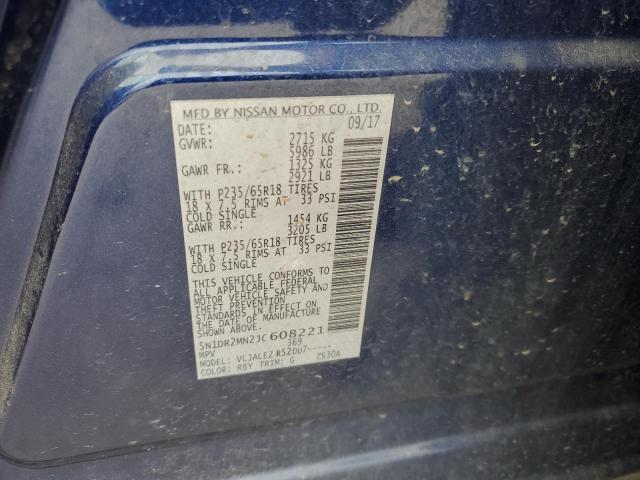 MFD BY NISSAN MOTOR CO., LTD.
DATE: 09/17
GVWR: 2715 KG
5986 LB
GAWR FR.: 1325 KG
2921 LB
WITH P235/65R18 TIRES
18 X 7.5 RIMS AT 33 PSI
COLD SINGLE
GAWR RR.: 1454 KG
3205 LB
WITH P235/65R18 TIRES
18 X 7.5 RIMS AT 33 PSI
COLD SINGLE
THIS VEHICLE CONFORMS TO
ALL APPLICABLE FEDERAL
MOTOR VEHICLE SAFETY AND
THEFT PREVENTION
STANDARDS IN EFFECT ON
THE DATE OF MANUFACTURE
SHOWN ABOVE.
5N1DR2MN2JC608221
MPV 369
MODEL: VLJALEZ R52DU7-----
COLOR: RBY TRIM: G ZS30A